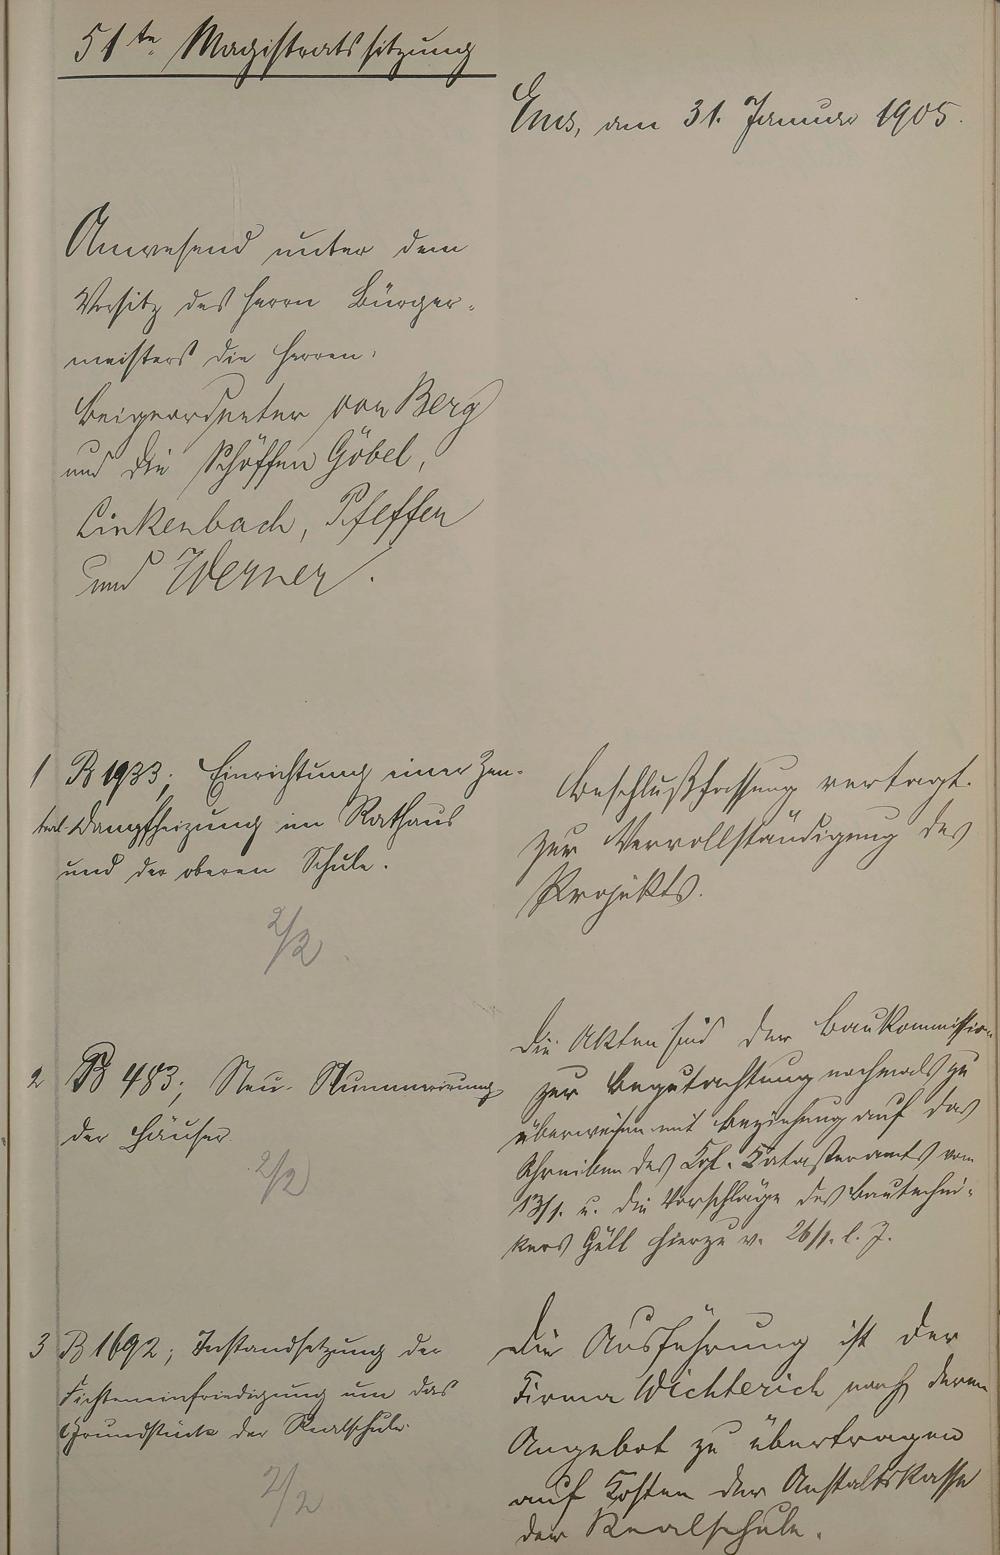 51te Magistratssitzung
Ems, den 31. Januar 1905.
Anwesend unter dem
Vorsitz des Herrn Bürger-
meisters die Herren:
Beigeordneter von Berg
und die Schöffen Göbel,
Linkenbach, Pfeffer
und Werner.
1 B 1933; Einrichtung einer Zen-
tral-Dampfheizung im Rathaus
und der oberen Schule.
2/2
Beschlußfassung vertagt
zur Vervollständigung des
Projekts.
2 B 483; Neu-Nummerierung
der Häuser.
2/2
Die Akten sind der Baukommission
zur Begutachtung nochmals zu
überweisen mit Beziehung auf das
Schreiben des Kgl. Katasteramts vom
13/1. u. die Vorschläge des Bautechni-
kers Güll hierzu v. 26/1. l. J.
3 B 1692; Instandsetzung der
Fichteneinfriedigung um das
Grundstück der Realschule.
2/2
Die Ausführung ist der
Firma Wichterich nach deren
Angebot zu übertragen
auf Kosten der Anstaltskasse
der Realschule.